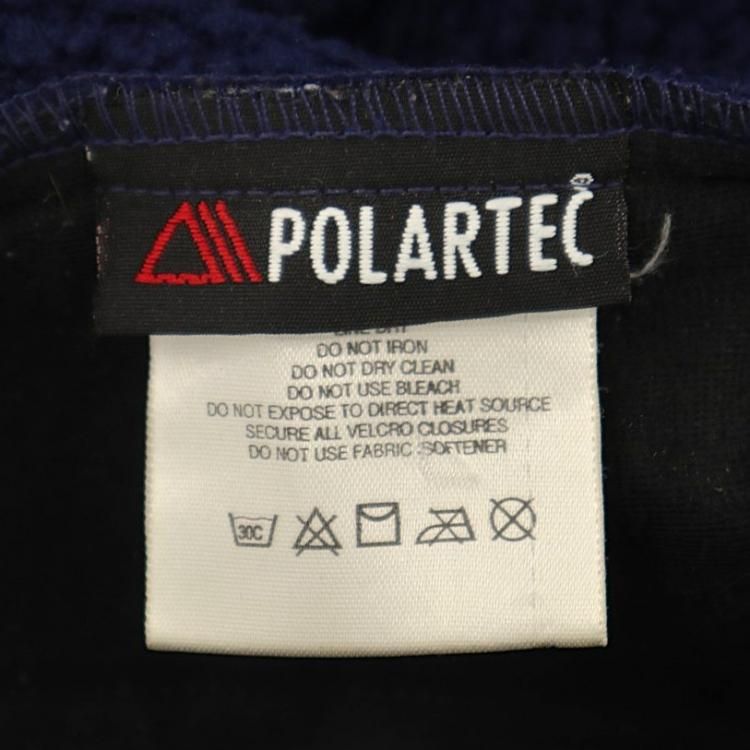 POLARTEC
DO NOT IRON
DO NOT DRY CLEAN
DO NOT USE BLEACH
DO NOT EXPOSE TO DIRECT HEAT SOURCE
SECURE ALL VELCRO CLOSURES
DO NOT USE FABRIC SOFTENER
30C